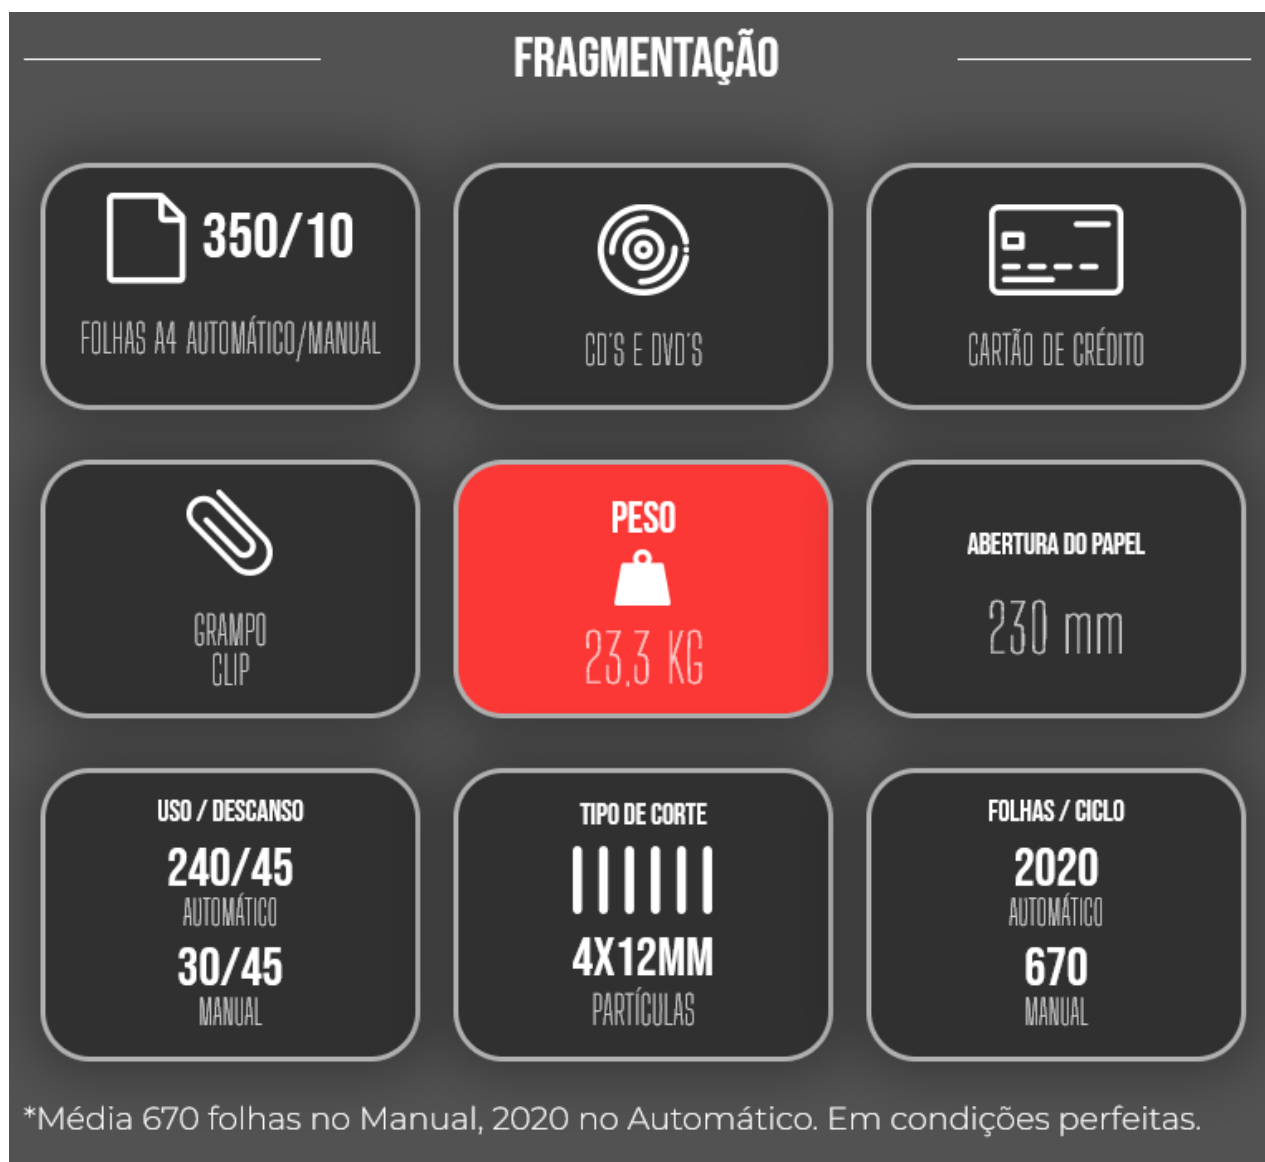 FRAGMENTAÇÃO
350/10
FOLHAS A4 AUTOMÁTICO/MANUAL
CD'S E DVD'S
CARTÃO DE CRÉDITO
GRAMPO
CLIP
PESO
23,3 KG
ABERTURA DO PAPEL
230 mm
USO / DESCANSO
240/45
AUTOMÁTICO
30/45
MANUAL
TIPO DE CORTE
4X12MM
PARTÍCULAS
FOLHAS / CICLO
2020
AUTOMÁTICO
670
MANUAL
*Média 670 folhas no Manual, 2020 no Automático. Em condições perfeitas.